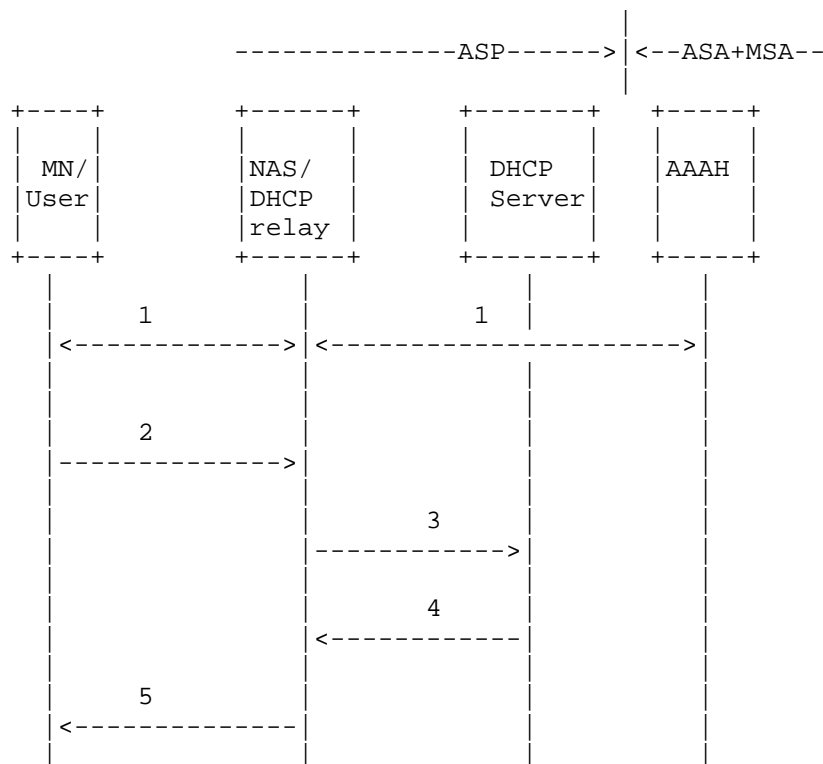 ASP
ASA+MSA
MN/
User
NAS/
DHCP
relay
DHCP
Server
AAAH
1
1
2
3
4
5